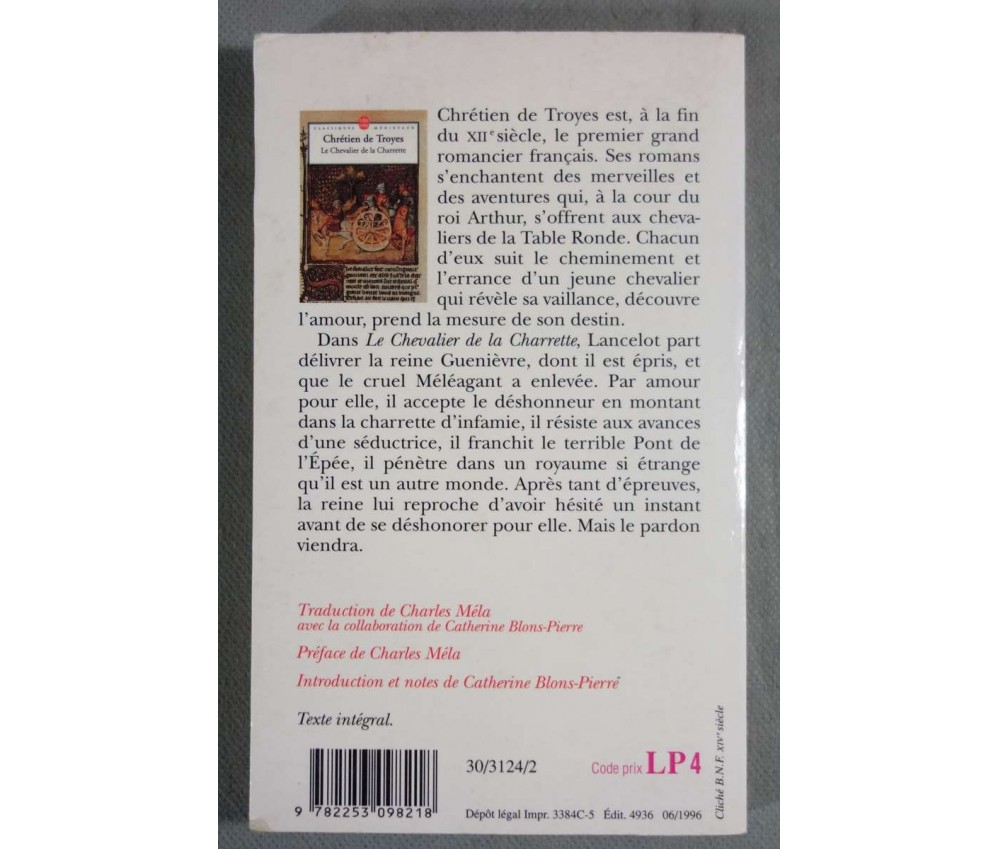 CLASSIQUES MÉDIÉVAUX
Chrétien de Troyes
Le Chevalier de la Charrette
Chrétien de Troyes est, à la fin
du XIIe siècle, le premier grand
romancier français. Ses romans
s'enchantent des merveilles et
des aventures qui, à la cour du
roi Arthur, s'offrent aux cheva-
liers de la Table Ronde. Chacun
d'eux suit le cheminement et
l'errance d'un jeune chevalier
qui révèle sa vaillance, découvre
l'amour, prend la mesure de son destin.
Dans Le Chevalier de la Charrette, Lancelot part
délivrer la reine Guenièvre, dont il est épris, et
que le cruel Méléagant a enlevée. Par amour
pour elle, il accepte le déshonneur en montant
dans la charrette d'infamie, il résiste aux avances
d'une séductrice, il franchit le terrible Pont de
l'Épée, il pénètre dans un royaume si étrange
qu'il est un autre monde. Après tant d'épreuves,
la reine lui reproche d'avoir hésité un instant
avant de se déshonorer pour elle. Mais le pardon
viendra.
Traduction de Charles Méla
avec la collaboration de Catherine Blons-Pierre
Préface de Charles Méla
Introduction et notes de Catherine Blons-Pierre
Texte intégral.
30/3124/2
Code prix LP4
9 782253 098218
Dépôt légal Impr. 3384C-5 Édit. 4936 06/1996
Cliché B.N.F. XIVe siècle